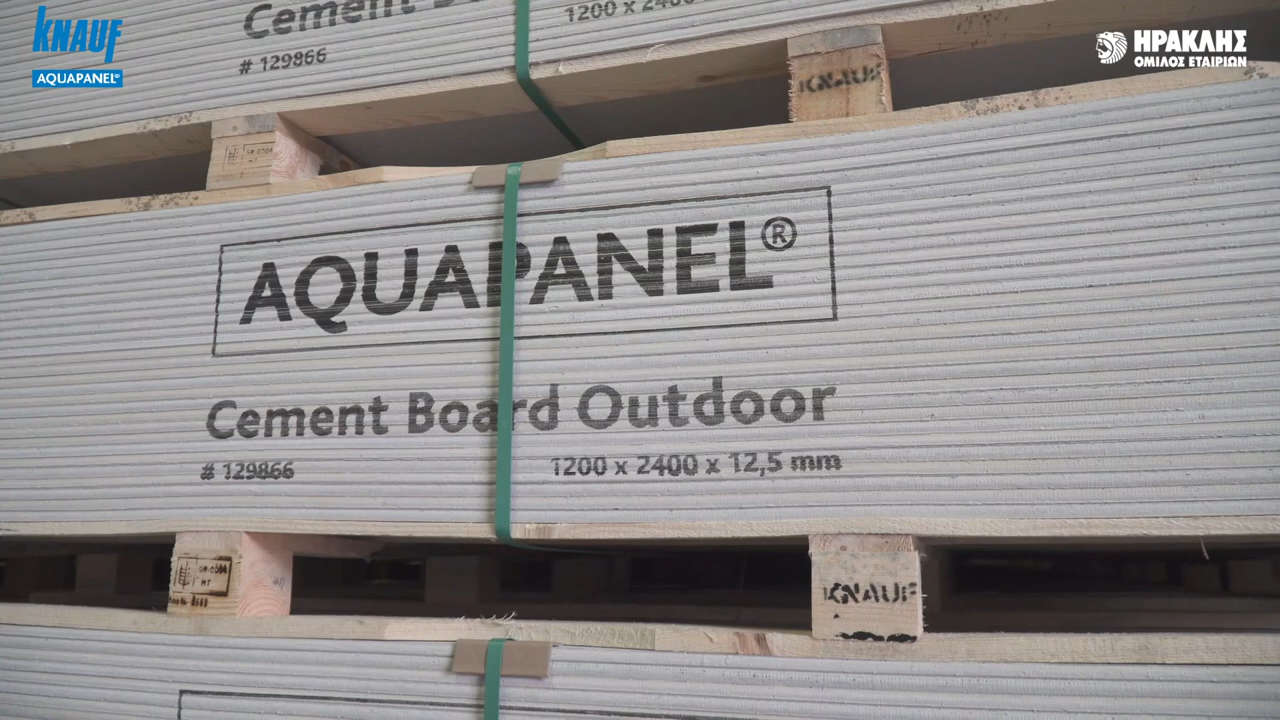 KNAUF
AQUAPANEL®
ΗΡΑΚΛΗΣ
ΟΜΙΛΟΣ ΕΤΑΙΡΙΩΝ
Cement
1200 x 2400
# 129866
KNAUF
AQUAPANEL®
Cement Board Outdoor
# 129866
1200 x 2400 x 12,5 mm
KNAUF